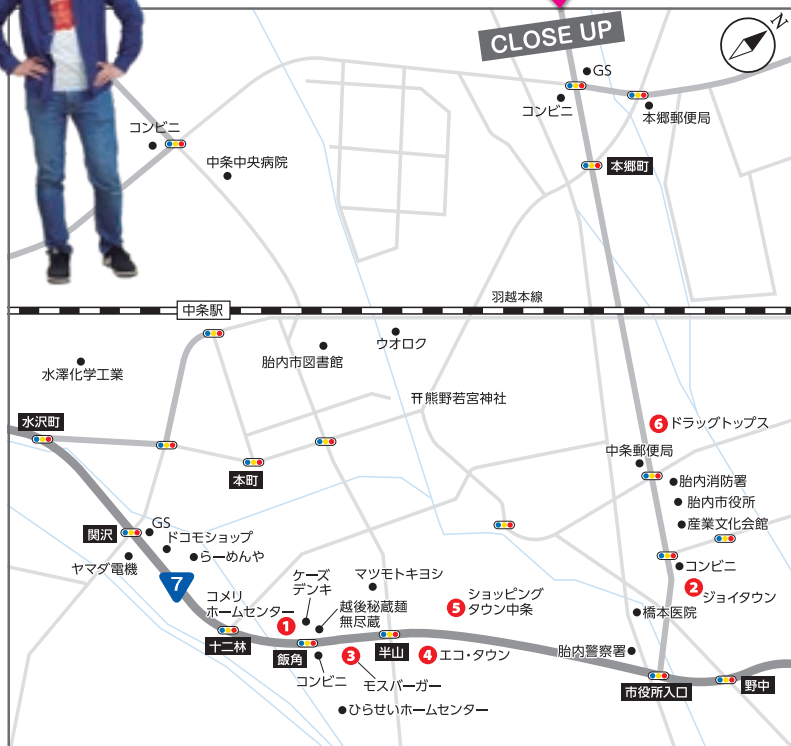 CLOSE UP
N
GS
コンビニ
本郷郵便局
コンビニ
中条中央病院
本郷町
羽越本線
中条駅
ウオロク
胎内市図書館
水澤化学工業
熊野若宮神社
水沢町
6 ドラッグトップス
中条郵便局
本町
胎内消防署
胎内市役所
産業文化会館
関沢
GS
ドコモショップ
らーめんや
ヤマダ電機
コンビニ
7
マツモトキヨシ
ケーズ
デンキ
2 ジョイタウン
コメリ
ホームセンター
1
越後秘蔵麺
無尽蔵
5 ショッピング
タウン中条
橋本医院
十二林
飯角
半山
3
4 エコ・タウン
胎内警察署
コンビニ
モスバーガー
市役所入口
野中
ひらせいホームセンター